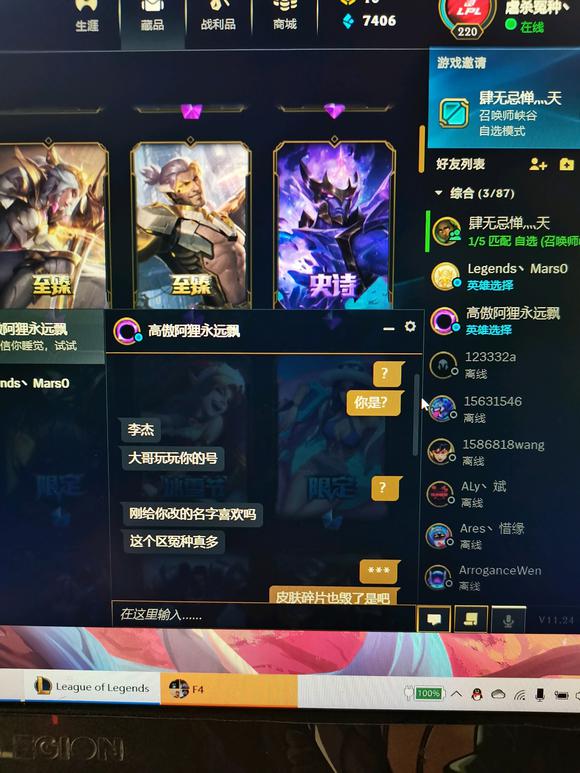 生涯
藏品
战利品
商城
7406
LPL
220
虐杀冤种丶
在线
游戏邀请
肆无忌惮灬天
召唤师峡谷
自选模式
好友列表
综合 (3/87)
肆无忌惮灬天
1/5 匹配 自选 (召唤师
Legends丶Mars0
英雄选择
高傲阿狸永远飘
英雄选择
123332a
离线
15631546
离线
1586818wang
离线
ALy丶斌
离线
Ares丶惜缘
离线
ArroganceWen
离线
至臻
至臻
史诗
阿狸永远飘
信你睡觉，试试
nds丶Mars0
高傲阿狸永远飘
?
你是?
李杰
大哥玩玩你的号
?
刚给你改的名字喜欢吗
这个区冤种真多
***
皮肤碎片也毁了是吧
限定
冰雪节
限定
在这里输入......
V11.24
League of Legends
F4
100%
LEGION